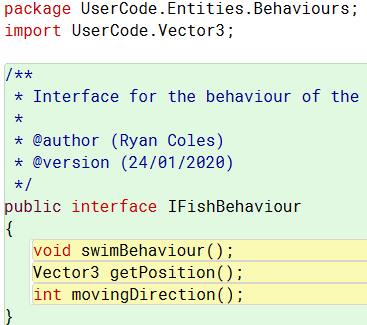 package UserCode.Entities.Behaviours;
import UserCode.Vector3;
/**
* Interface for the behaviour of the
*
* @author (Ryan Coles)
* @version (24/01/2020)
*/
public interface IFishBehaviour
{
void swimBehaviour();
Vector3 getPosition();
int movingDirection();
}